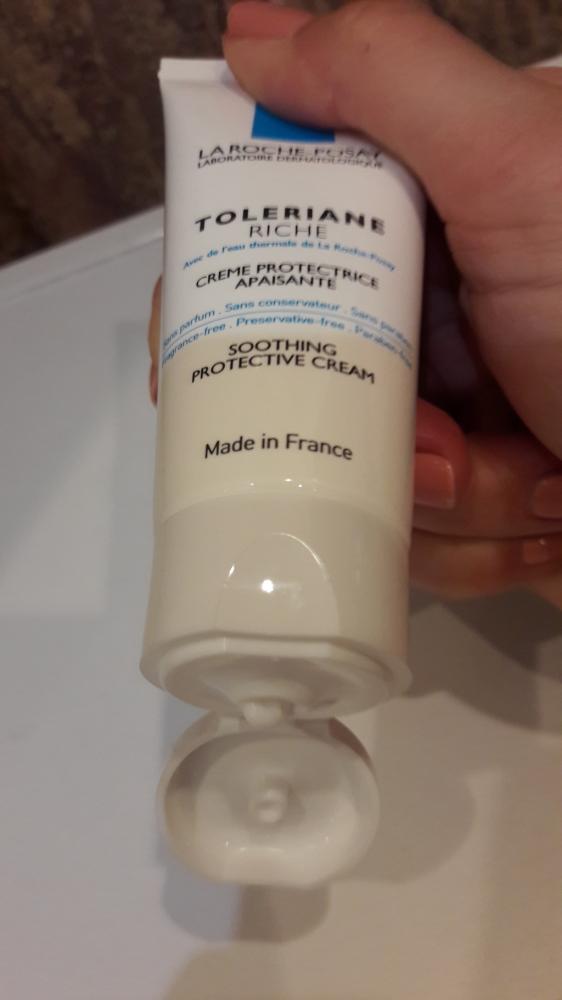 LA ROCHE-POSAY
LABORATOIRE DERMATOLOGIQUE
TOLERIANE
RICHE
Avec de l'eau thermale de La Roche-Posay
CREME PROTECTRICE
APAISANTE
Sans parfum . Sans conservateur . Sans
Fragrance-free . Preservative-free . Paraben-free
SOOTHING
PROTECTIVE CREAM
Made in France